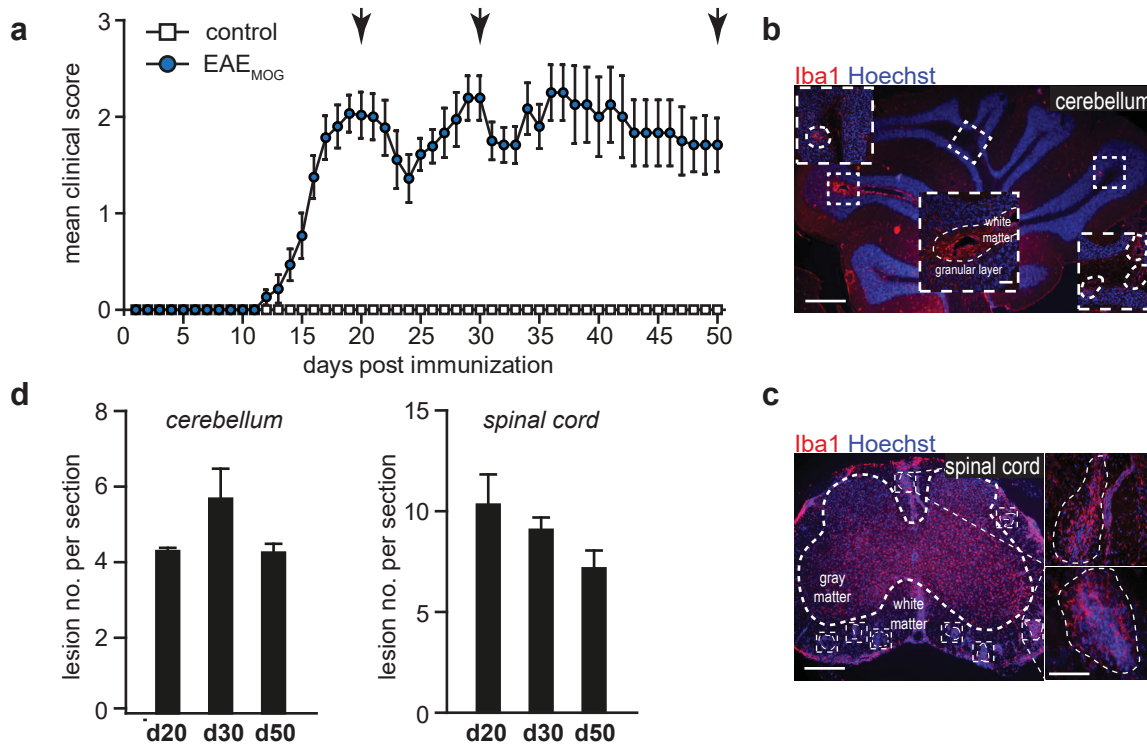 a
3
2
1
0
mean clinical score
control
EAE MOG
1
5
10
15
20
25
30
35
40
45
50
days post immunization
b
Iba1 Hoechst
cerebellum
white
matter
granular layer
d
8
6
4
2
0
lesion no. per section
cerebellum
d20 d30 d50
15
10
5
0
lesion no. per section
spinal cord
d20 d30 d50
c
Iba1 Hoechst
spinal cord
gray
matter
white
matter